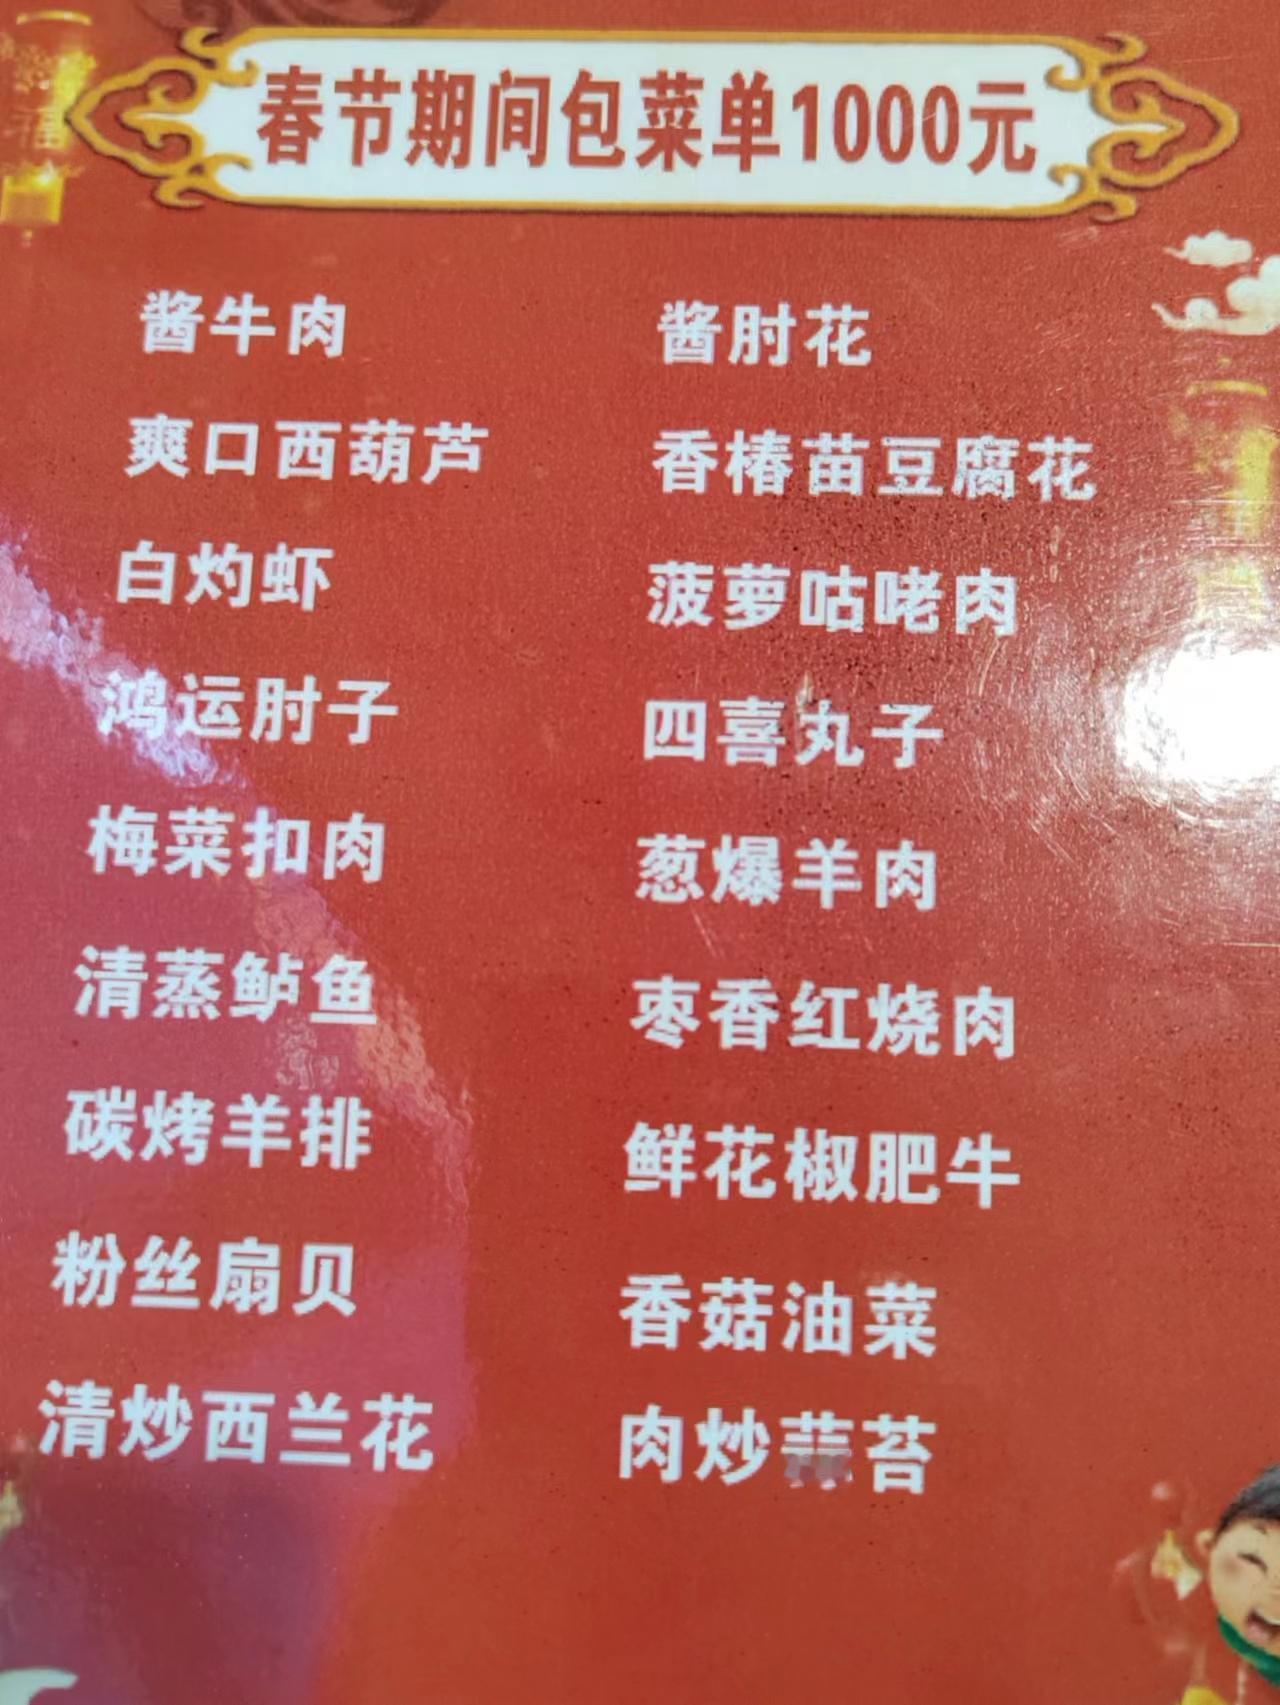 春节期间包菜单1000元
酱牛肉 酱肘花
爽口西葫芦 香椿苗豆腐花
白灼虾 菠萝咕咾肉
鸿运肘子 四喜丸子
梅菜扣肉 葱爆羊肉
清蒸鲈鱼 枣香红烧肉
碳烤羊排 鲜花椒肥牛
粉丝扇贝 香菇油菜
清炒西兰花 肉炒蒜苔